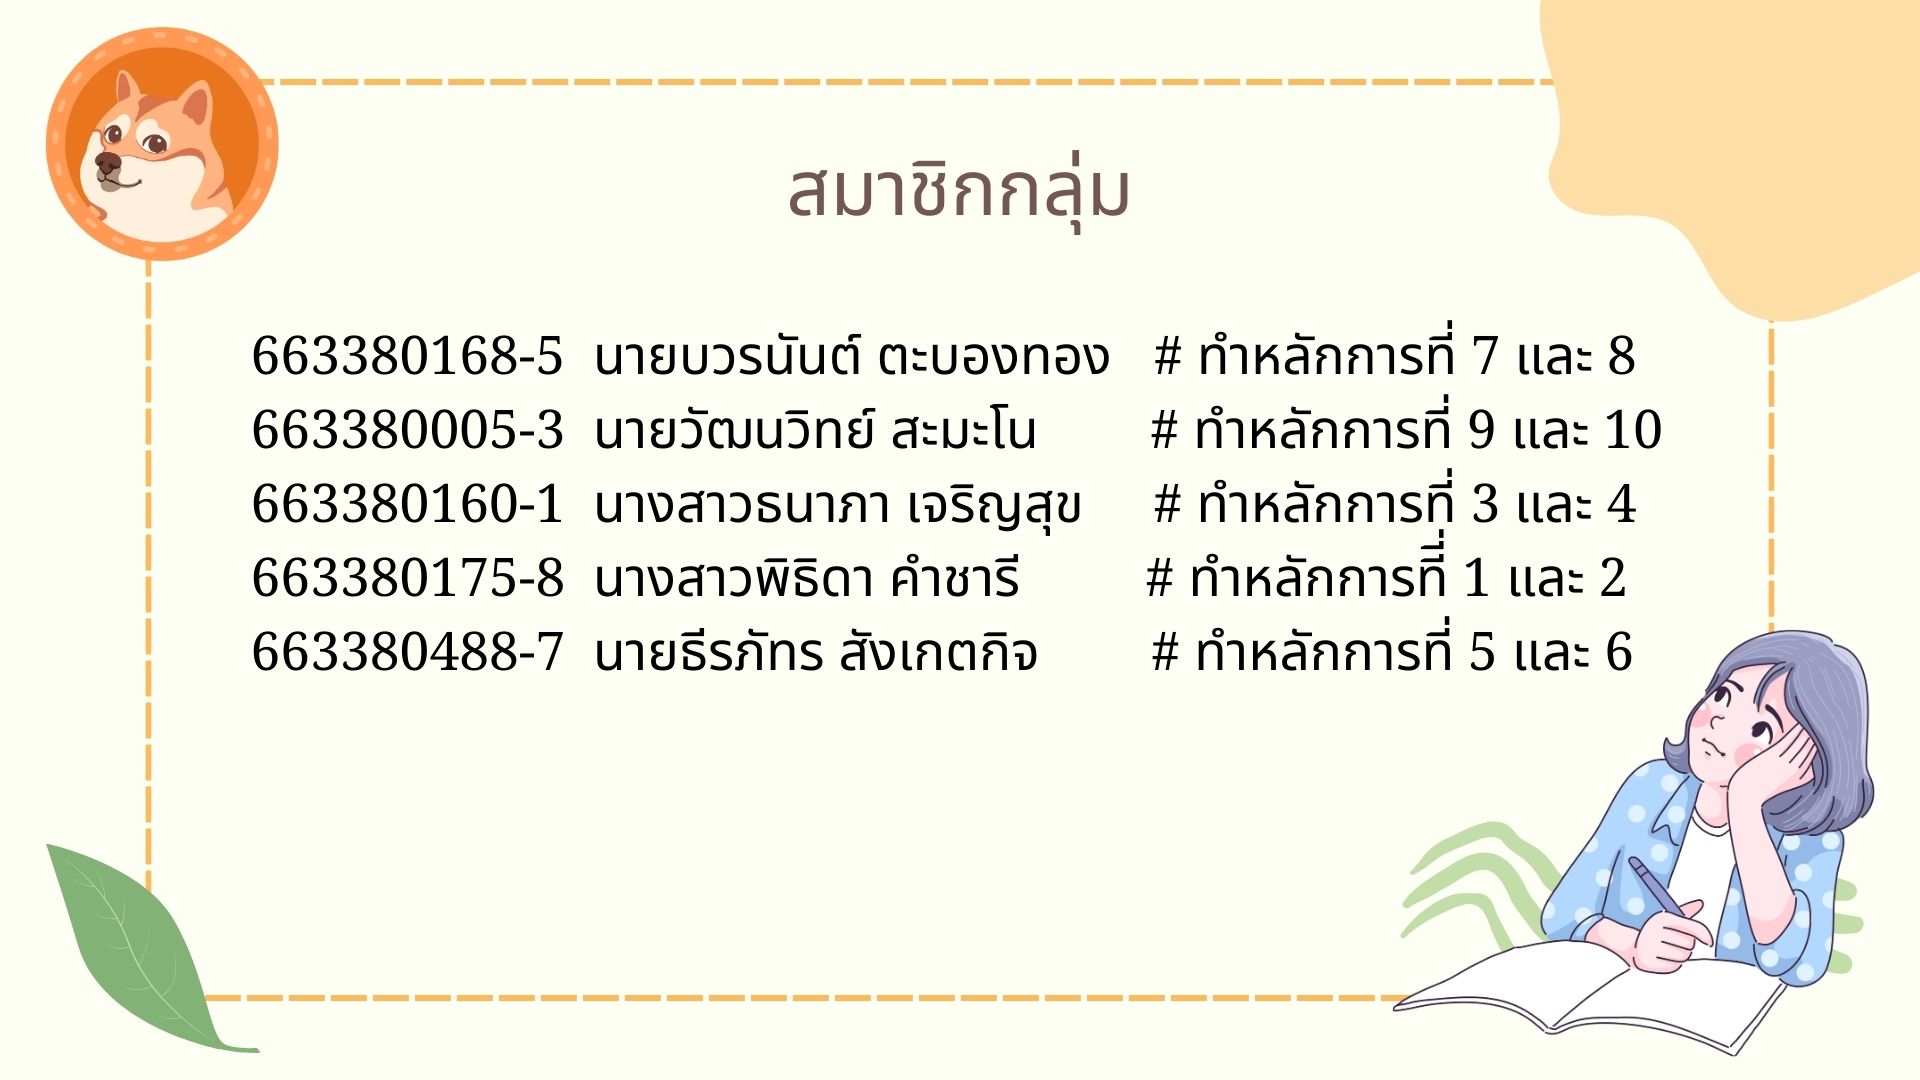 สมาชิกกลุ่ม
663380168-5 นายบวรนันต์ ตะบองทอง # ทำหลักการที่ 7 และ 8
663380005-3 นายวัฒนวิทย์ สะมะโน # ทำหลักการที่ 9 และ 10
663380160-1 นางสาวธนาภา เจริญสุข # ทำหลักการที่ 3 และ 4
663380175-8 นางสาวพิธิดา คำชารี # ทำหลักการที่ี่ 1 และ 2
663380488-7 นายธีรภัทร สังเกตกิจ # ทำหลักการที่ 5 และ 6